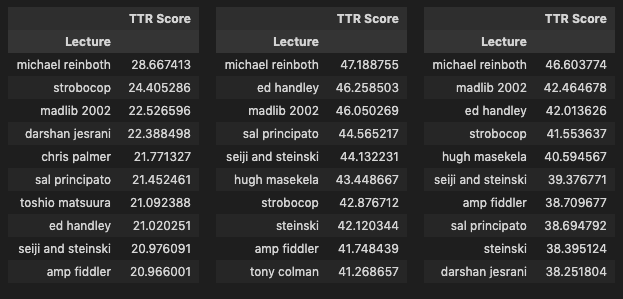 TTR Score
Lecture
michael reinboth 28.667413
strobocop 24.405286
madlib 2002 22.526596
darshan jesrani 22.388498
chris palmer 21.771327
sal principato 21.452461
toshio matsuura 21.092388
ed handley 21.020251
seiji and steinski 20.976091
amp fiddler 20.966001
TTR Score
Lecture
michael reinboth 47.188755
ed handley 46.258503
madlib 2002 46.050269
sal principato 44.565217
seiji and steinski 44.132231
hugh masekela 43.448667
strobocop 42.876712
steinski 42.120344
amp fiddler 41.748439
tony colman 41.268657
TTR Score
Lecture
michael reinboth 46.603774
madlib 2002 42.464678
ed handley 42.013626
strobocop 41.553637
hugh masekela 40.594567
seiji and steinski 39.376771
amp fiddler 38.709677
sal principato 38.694792
steinski 38.395124
darshan jesrani 38.251804